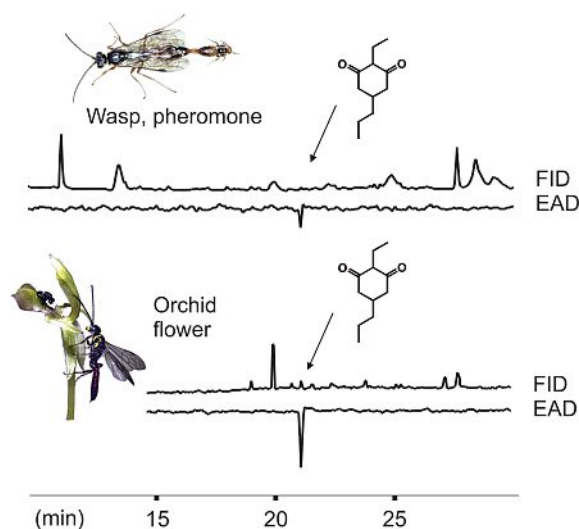 Wasp, pheromone
O O
FID
EAD
Orchid
flower
O O
FID
EAD
(min) 15 20 25